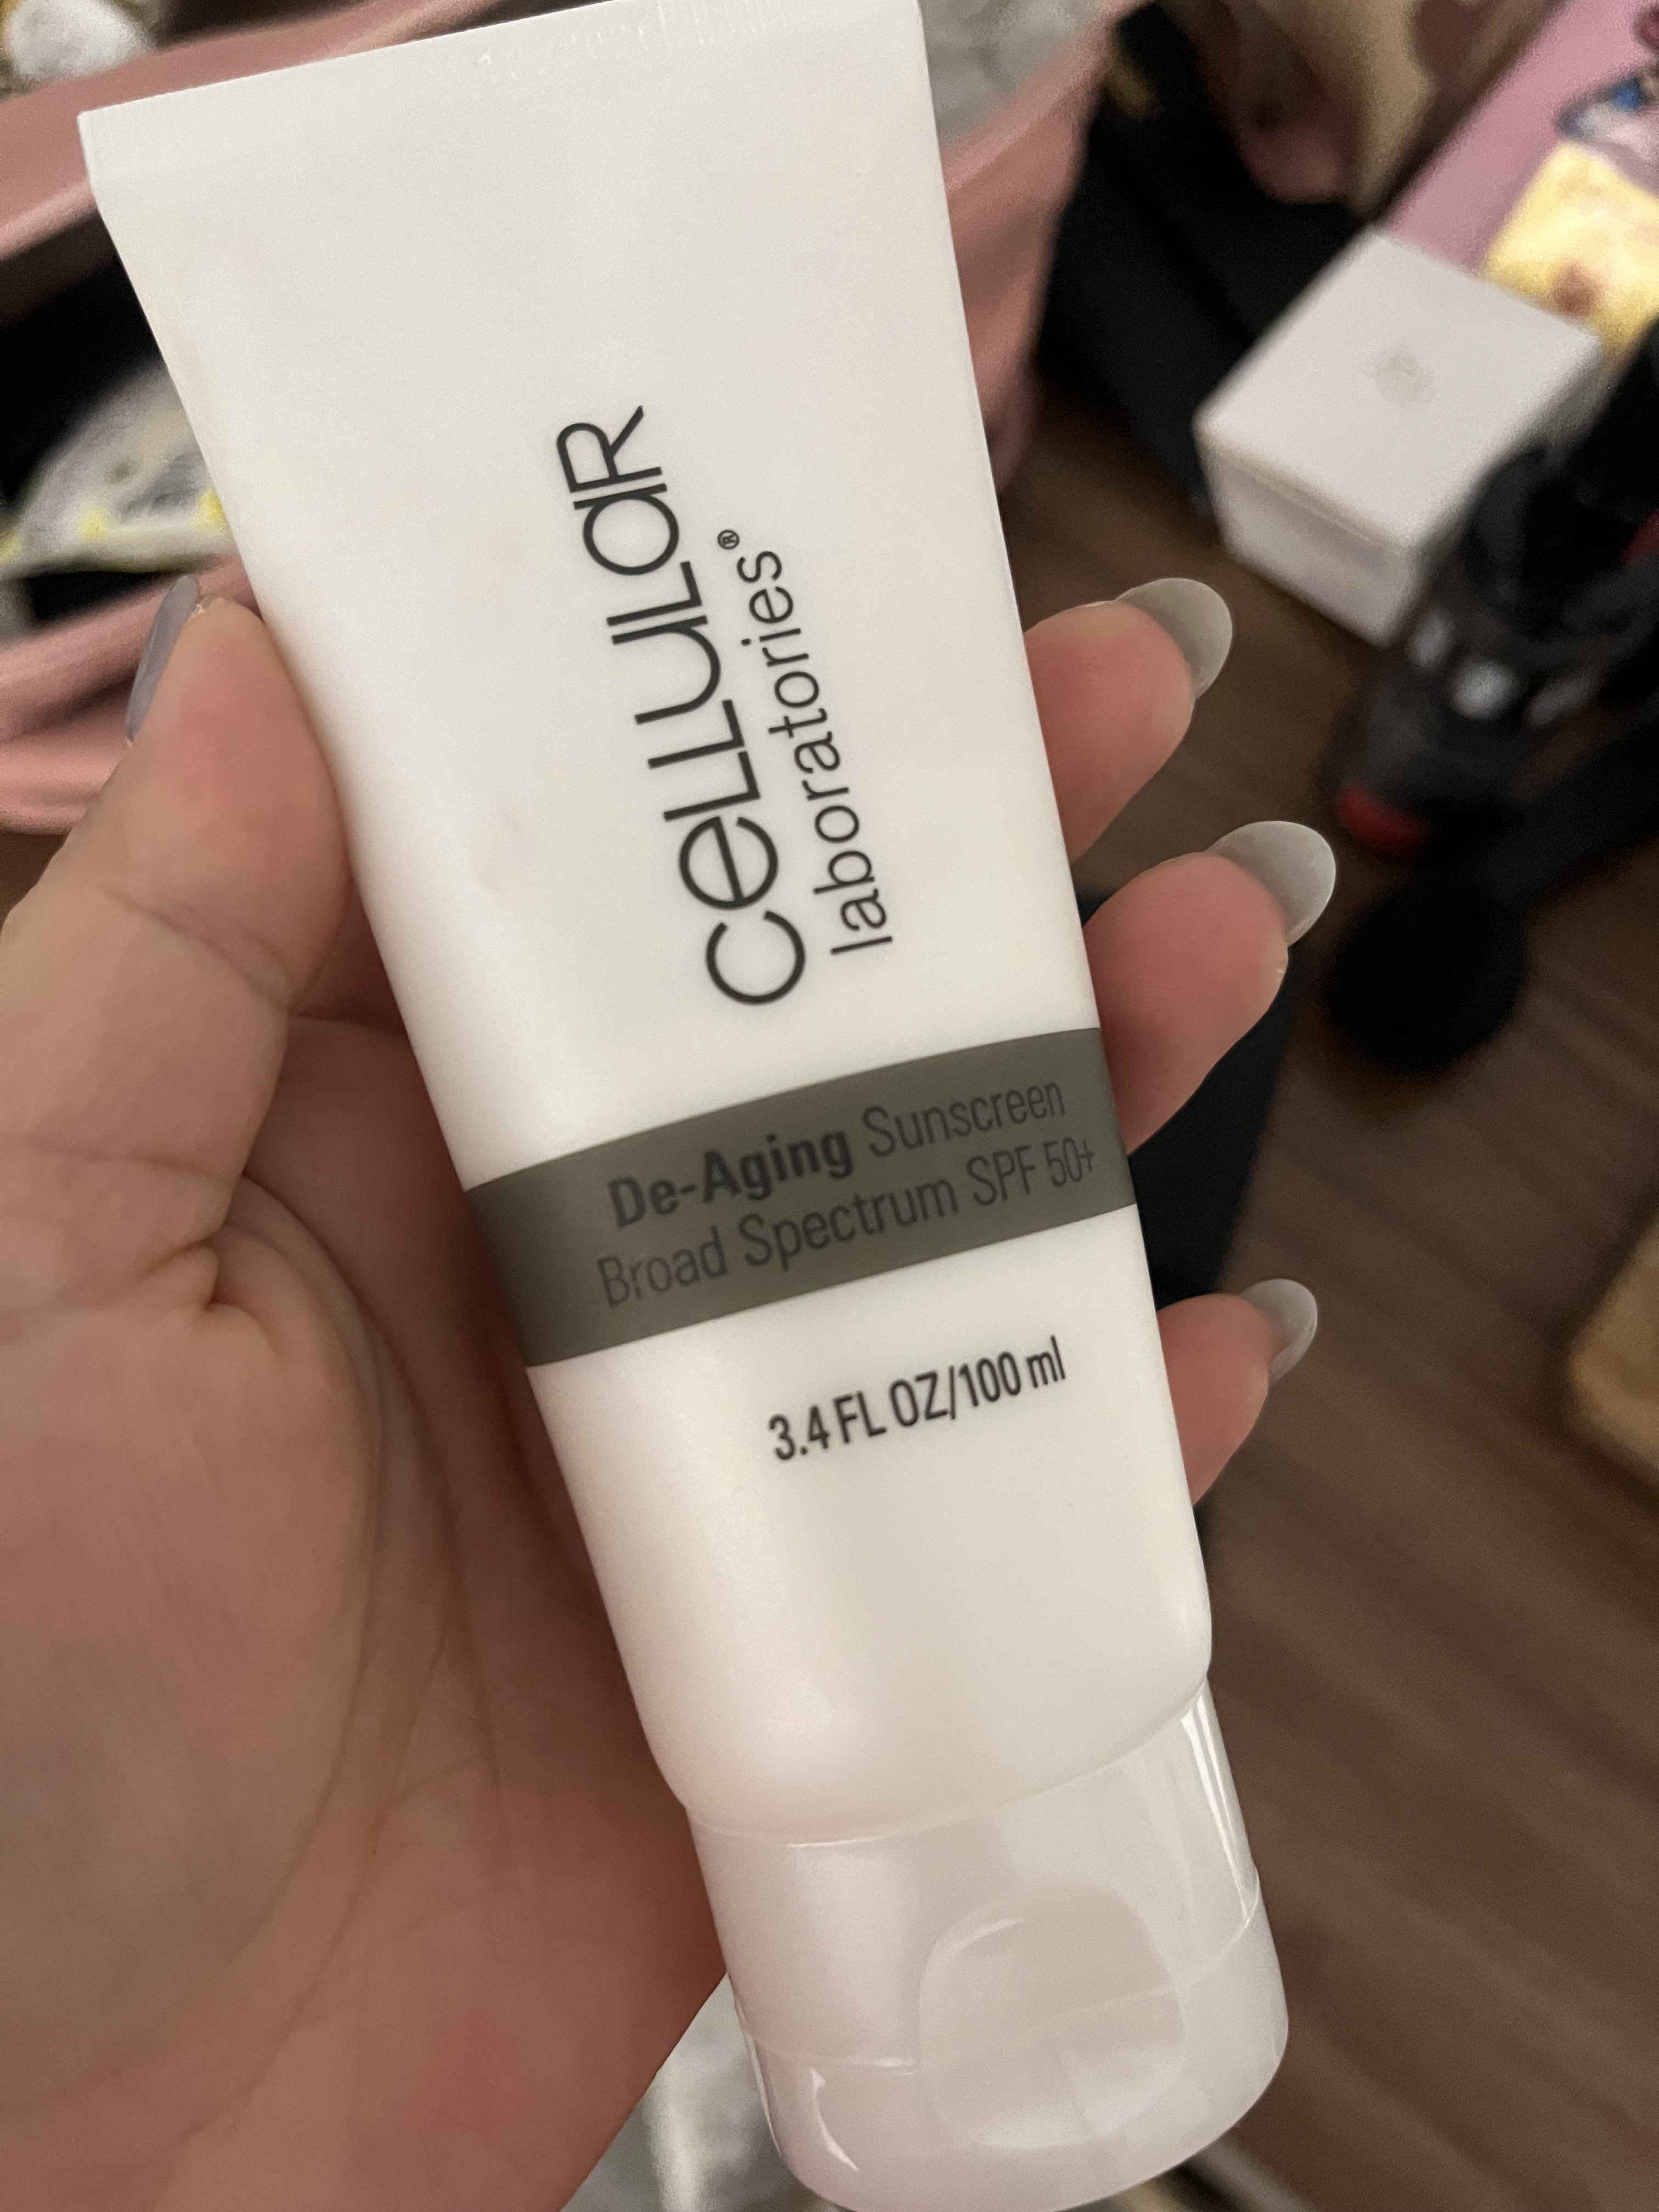 CeLLULaR
laboratories®
De-Aging Sunscreen
Broad Spectrum SPF 50+
3.4 FL OZ/100 ml